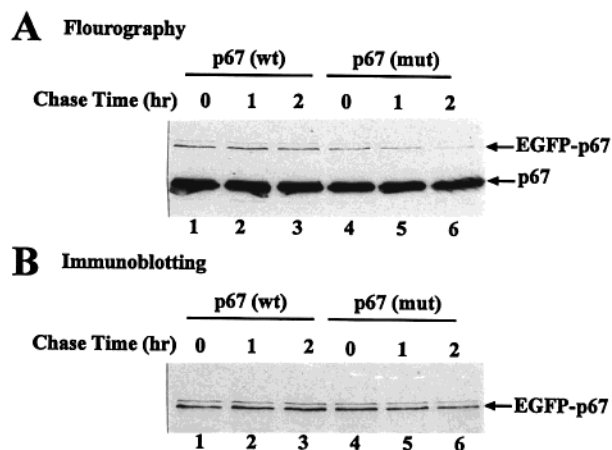 A Flourography
p67 (wt) p67 (mut)
Chase Time (hr) 0 1 2 0 1 2
EGFP-p67
p67
1 2 3 4 5 6
B Immunoblotting
p67 (wt) p67 (mut)
Chase Time (hr) 0 1 2 0 1 2
EGFP-p67
1 2 3 4 5 6